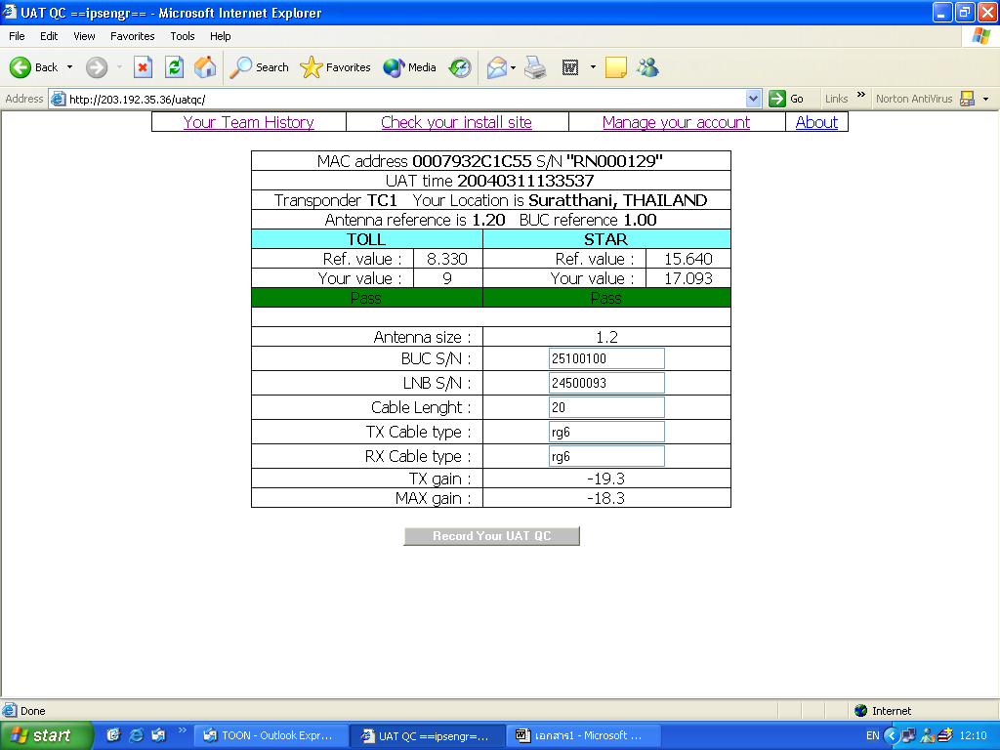 UAT QC ==ipsengr== - Microsoft Internet Explorer
File Edit View Favorites Tools Help
Back Search Favorites Media
Address http://203.192.35.36/uatqc/ Go Links » Norton AntiVirus
Your Team History Check your install site Manage your account About
MAC address 0007932C1C55 S/N "RN000129"
UAT time 20040311133537
Transponder TC1 Your Location is Suratthani, THAILAND
Antenna reference is 1.20 BUC reference 1.00
TOLL STAR
Ref. value : 8.330 Ref. value : 15.640
Your value : 9 Your value : 17.093
Pass Pass
Antenna size : 1.2
BUC S/N : 25100100
LNB S/N : 24500093
Cable Lenght : 20
TX Cable type : rg6
RX Cable type : rg6
TX gain : -19.3
MAX gain : -18.3
Record Your UAT QC
Done Internet
start » TOON - Outlook Expr... UAT QC ==ipsengr=... เอกสาร1 - Microsoft ... EN 12:10